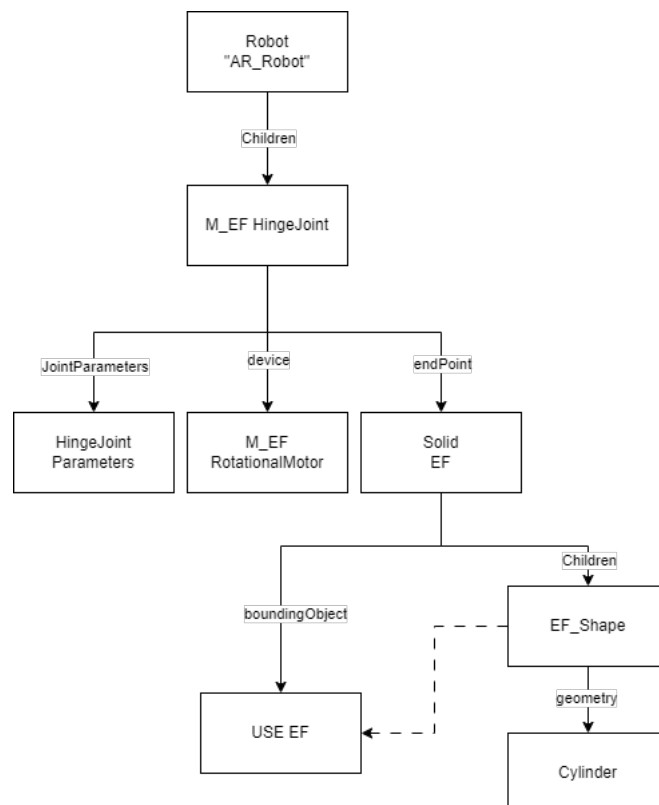 Robot
"AR_Robot"
Children
M_EF HingeJoint
JointParameters
device
endPoint
HingeJoint
Parameters
M_EF
RotationalMotor
Solid
EF
Children
boundingObject
EF_Shape
geometry
USE EF
Cylinder